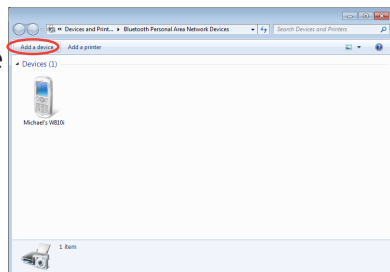 Devices and Print... ▸ Bluetooth Personal Area Network Devices
Search Devices and Printers
Add a device Add a printer
e
Devices (1)
Michael's W810i
1 item